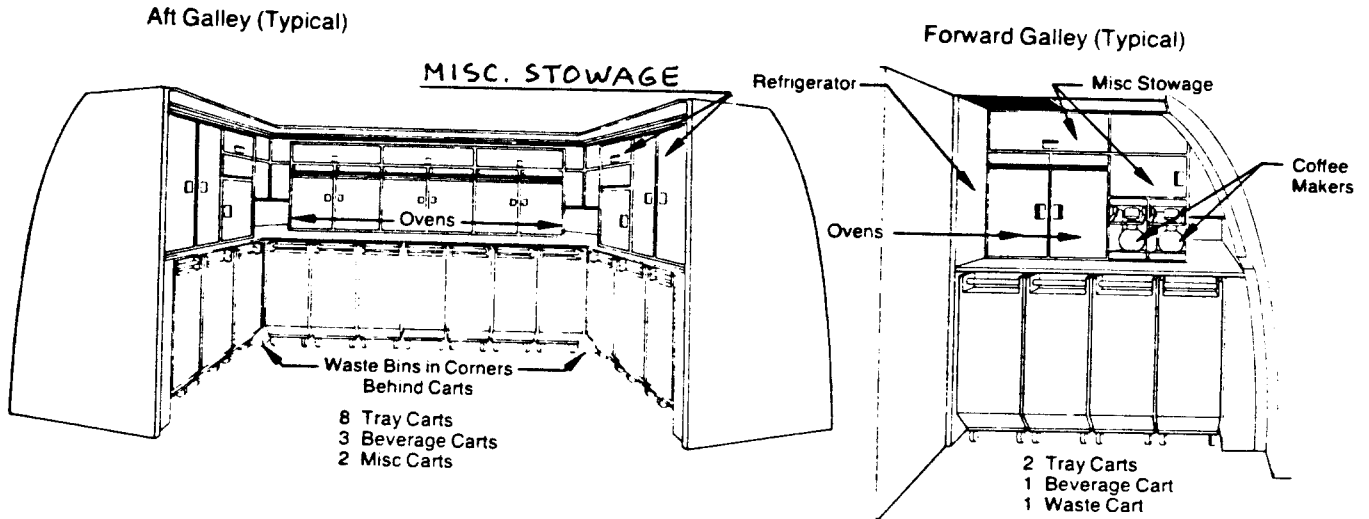 Aft Galley (Typical)
MISC. STOWAGE
Ovens
Waste Bins in Corners
Behind Carts
8 Tray Carts
3 Beverage Carts
2 Misc Carts
Forward Galley (Typical)
Refrigerator
Misc Stowage
Coffee
Makers
Ovens
2 Tray Carts
1 Beverage Cart
1 Waste Cart